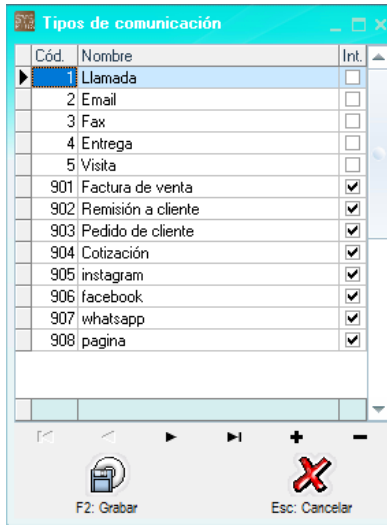 Tipos de comunicación
Cód. Nombre Int.
1 Llamada
2 Email
3 Fax
4 Entrega
5 Visita
901 Factura de venta
902 Remisión a cliente
903 Pedido de cliente
904 Cotización
905 instagram
906 facebook
907 whatsapp
908 pagina
F2: Grabar Esc: Cancelar